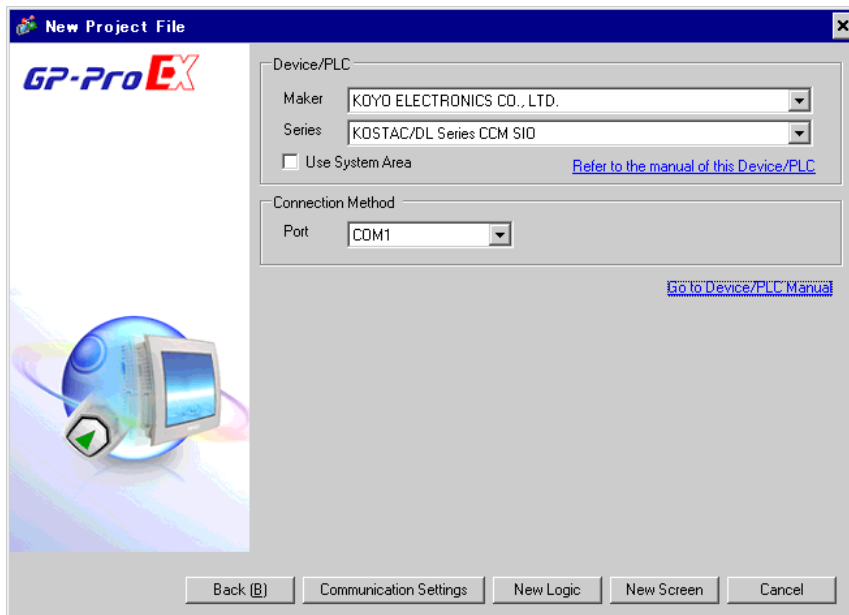 New Project File
GP-Pro EX
Device/PLC
Maker KOYO ELECTRONICS CO., LTD.
Series KOSTAC/DL Series CCM SIO
Use System Area Refer to the manual of this Device/PLC
Connection Method
Port COM1
Go to Device/PLC Manual
Back (B) Communication Settings New Logic New Screen Cancel